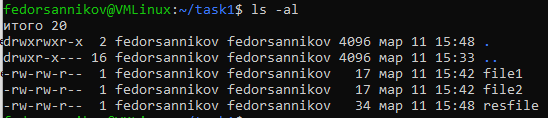 fedorsannikov@VMLinux:~/task1$ ls -al
итого 20
drwxrwxr-x  2 fedorsannikov fedorsannikov 4096 мар 11 15:48 .
drwxr-x--- 16 fedorsannikov fedorsannikov 4096 мар 11 15:33 ..
-rw-rw-r--  1 fedorsannikov fedorsannikov   17 мар 11 15:42 file1
-rw-rw-r--  1 fedorsannikov fedorsannikov   17 мар 11 15:42 file2
-rw-rw-r--  1 fedorsannikov fedorsannikov   34 мар 11 15:48 resfile